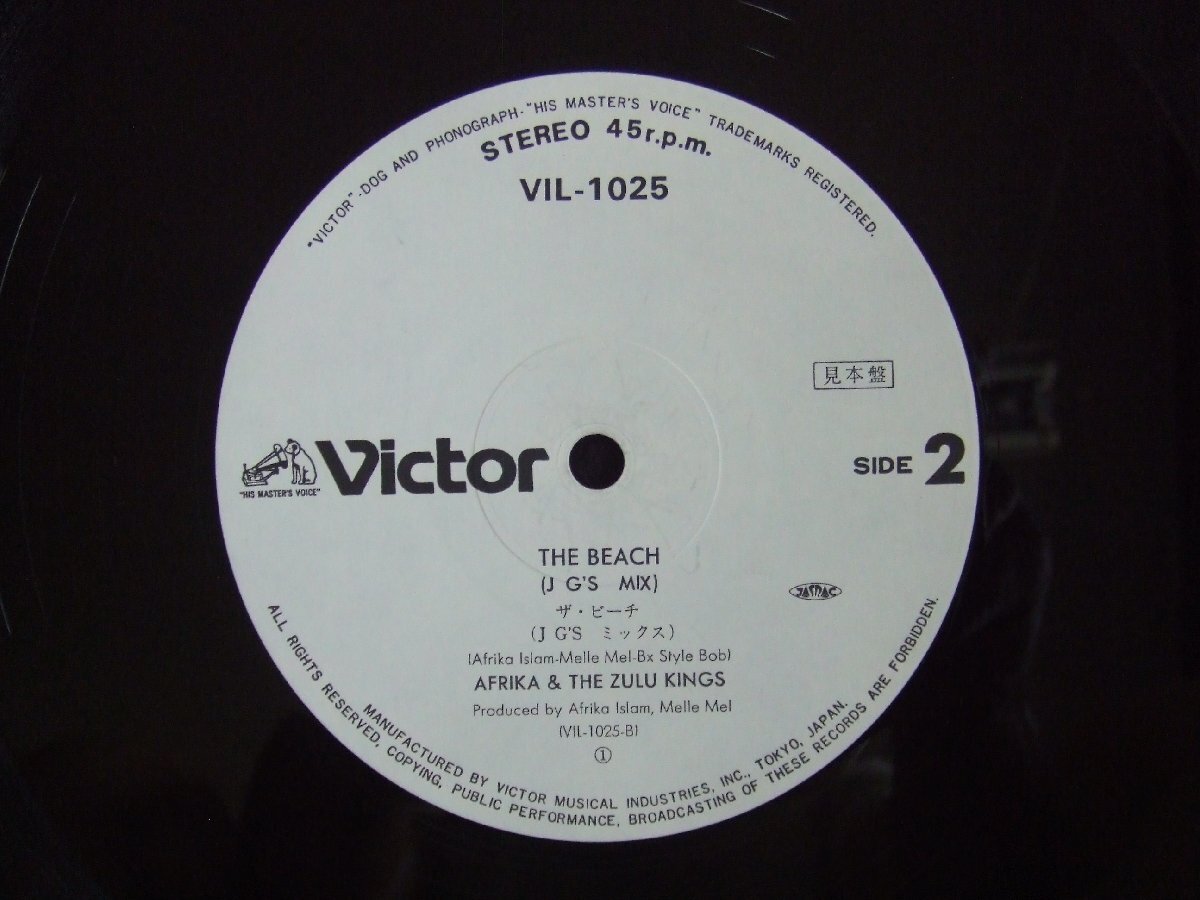 "VICTOR"-DOG AND PHONOGRAPH-"HIS MASTER'S VOICE" TRADEMARKS REGISTERED.
STEREO 45r.p.m.
VIL-1025
見本盤
"HIS MASTER'S VOICE"
Victor
SIDE 2
THE BEACH
(J G'S MIX)
JASRAC
ザ・ビーチ
(J G'S ミックス)
(Afrika Islam-Melle Mel-Bx Style Bob)
AFRIKA & THE ZULU KINGS
Produced by Afrika Islam, Melle Mel
(VIL-1025-B)
①
MANUFACTURED BY VICTOR MUSICAL INDUSTRIES, INC., TOKYO, JAPAN.
ALL RIGHTS RESERVED, COPYING, PUBLIC PERFORMANCE, BROADCASTING OF THESE RECORDS ARE FORBIDDEN.